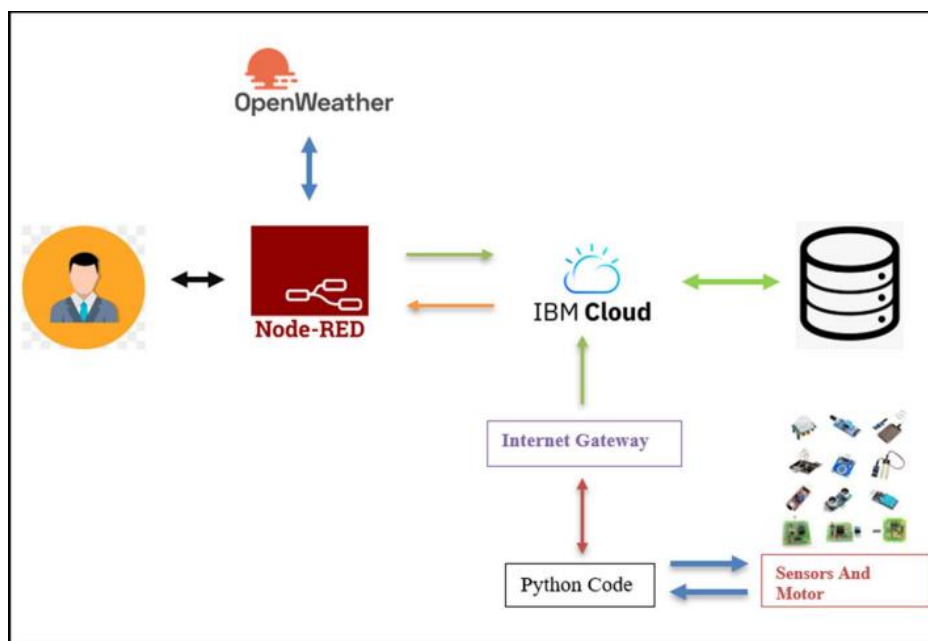 OpenWeather
Node-RED
IBM Cloud
Internet Gateway
Python Code
Sensors And
Motor